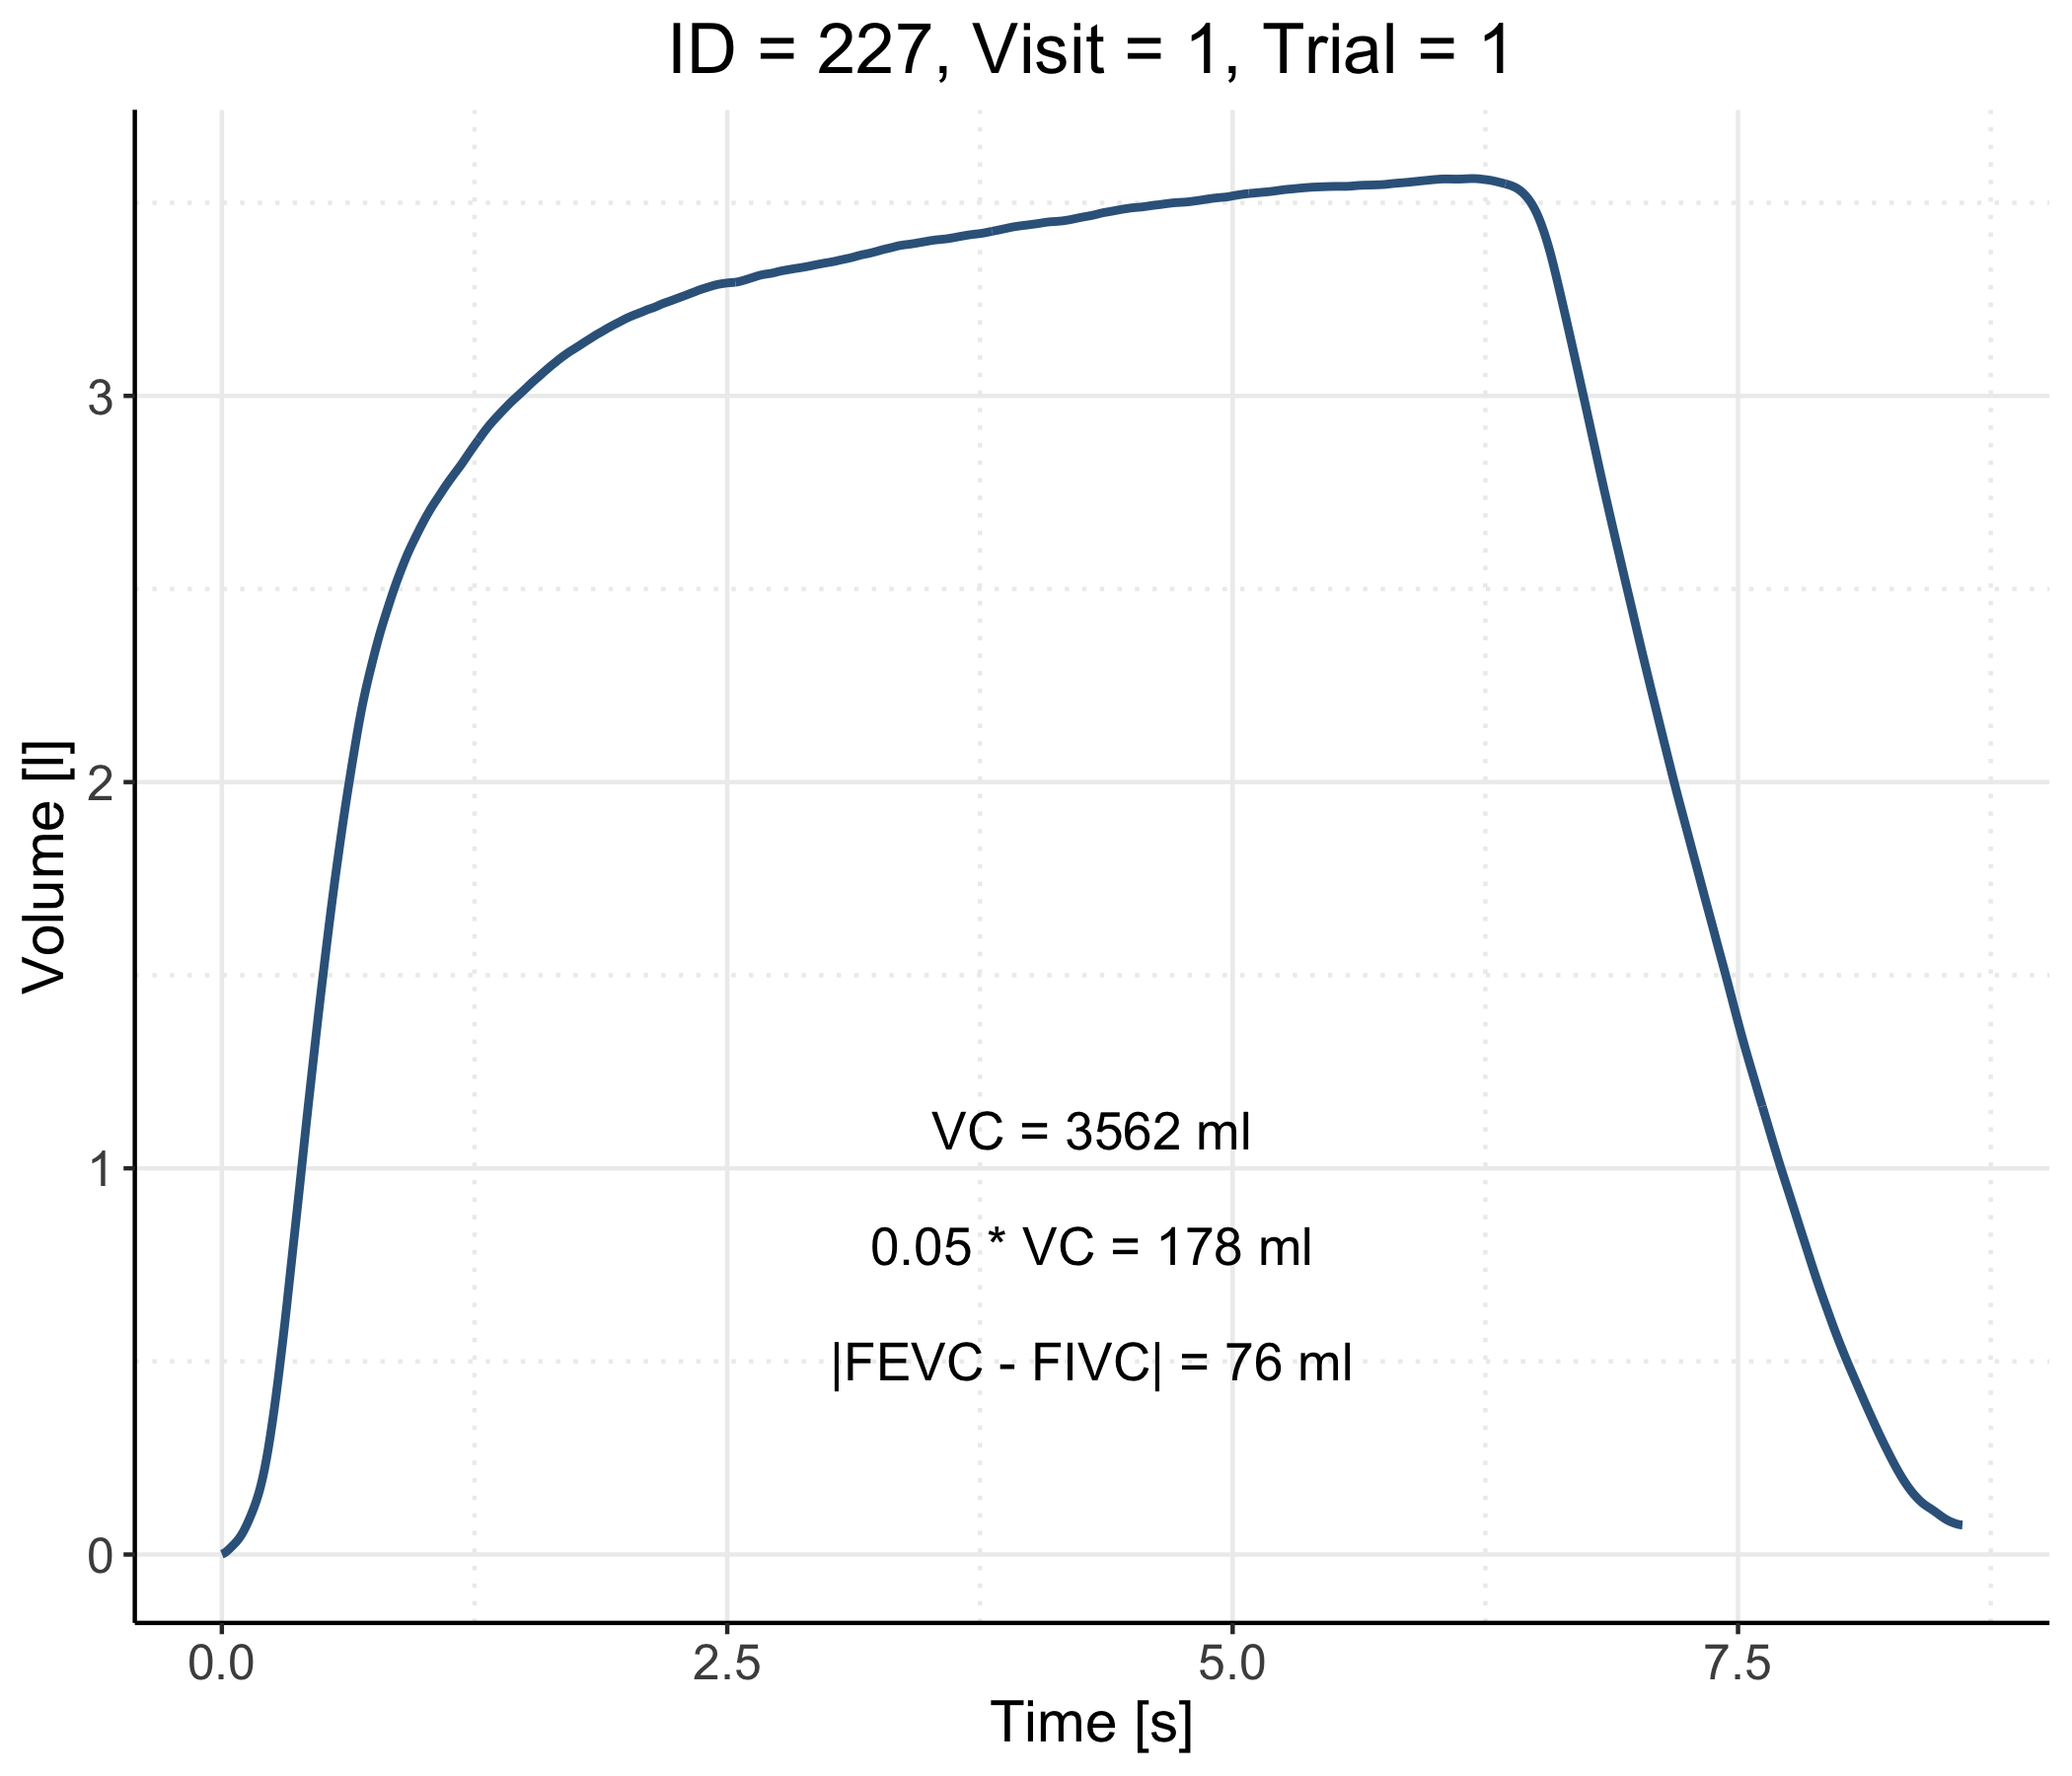 ID = 227, Visit = 1, Trial = 1
Volume [l]
3
2
1
0
VC = 3562 ml
0.05 * VC = 178 ml
|FEVC - FIVC| = 76 ml
0.0 2.5 5.0 7.5
Time [s]